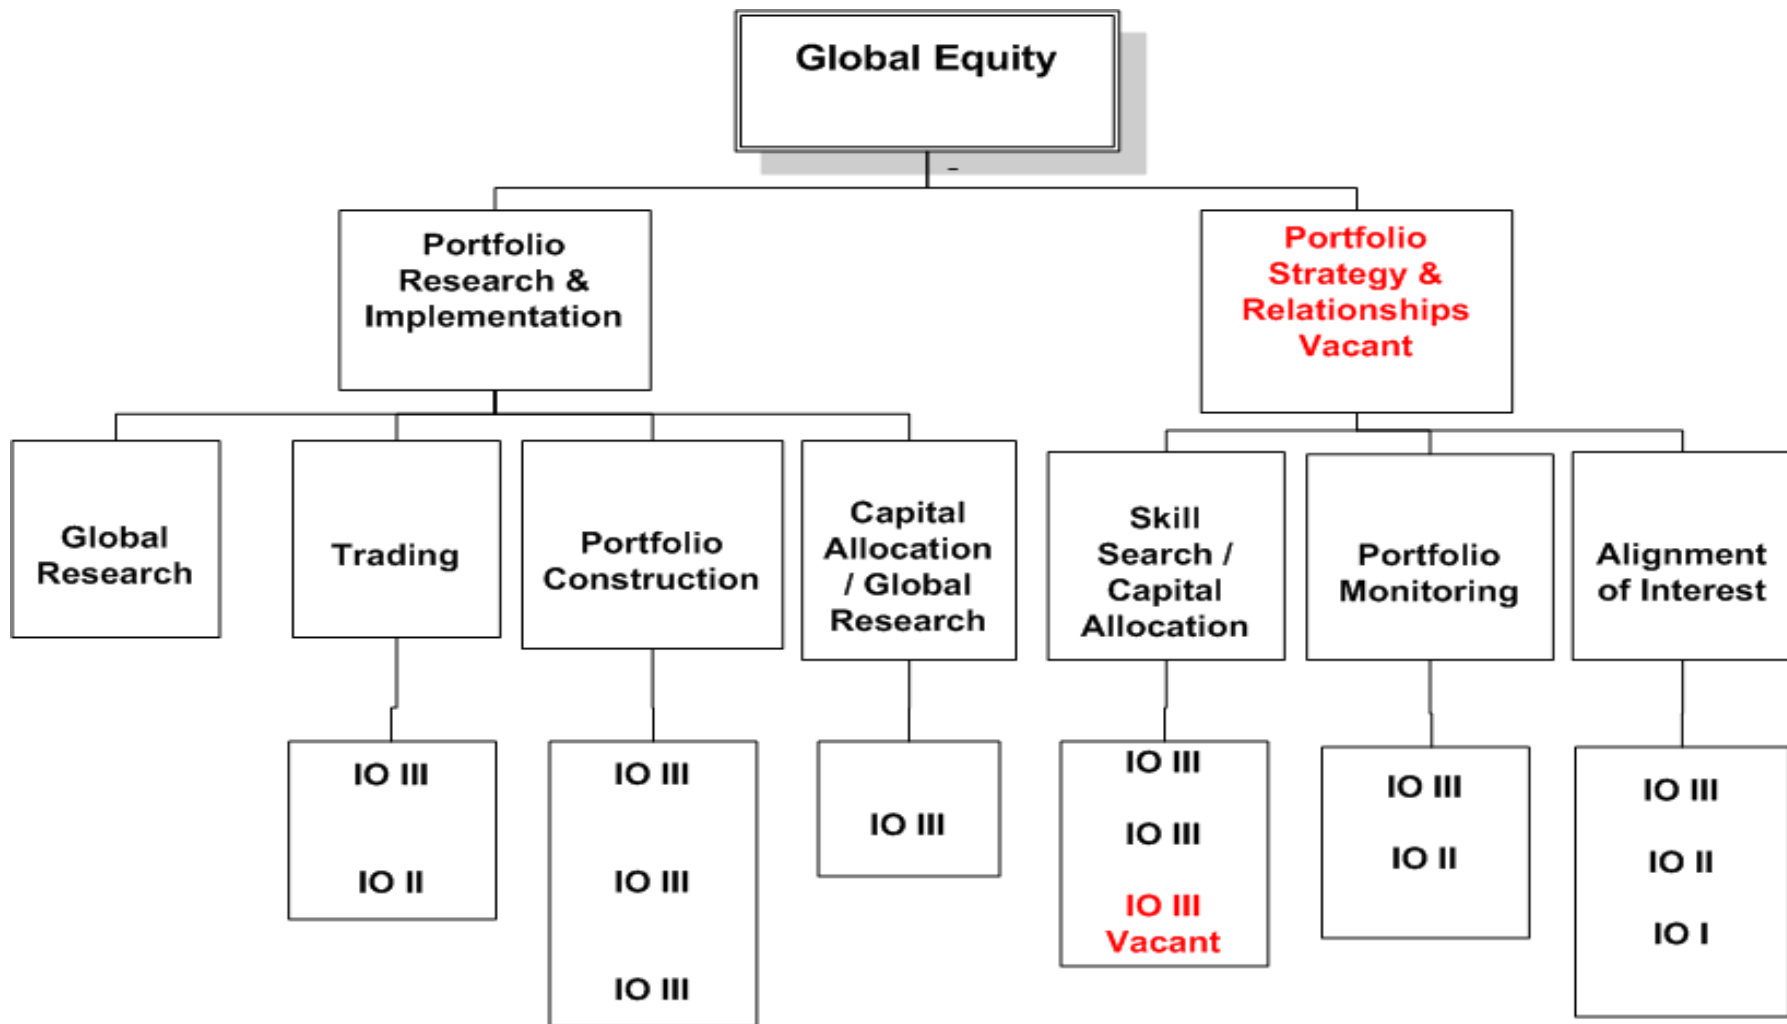 Global Equity
-
Portfolio
Research &
Implementation
Portfolio
Strategy &
Relationships
Vacant
Global
Research
Trading
Portfolio
Construction
Capital
Allocation
/ Global
Research
Skill
Search /
Capital
Allocation
Portfolio
Monitoring
Alignment
of Interest
IO III
IO II
IO III
IO III
IO III
IO III
IO III
IO III
IO III
Vacant
IO III
IO II
IO III
IO II
IO I